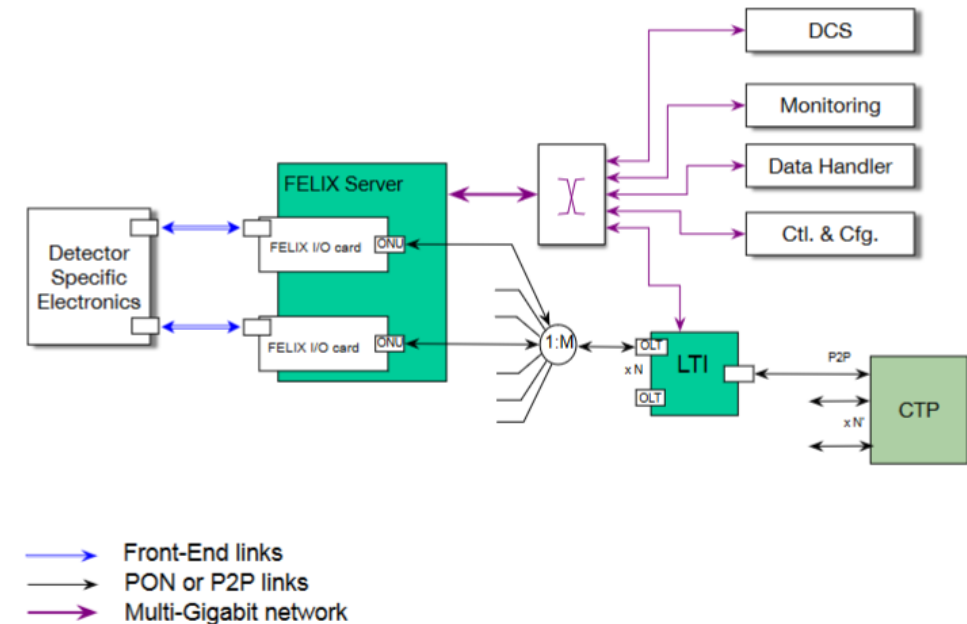 DCS
Monitoring
Data Handler
Ctl. & Cfg.
FELIX Server
FELIX I/O card
ONU
Detector
Specific
Electronics
FELIX I/O card
ONU
1:M
OLT
x N
OLT
LTI
P2P
x N'
CTP
Front-End links
PON or P2P links
Multi-Gigabit network